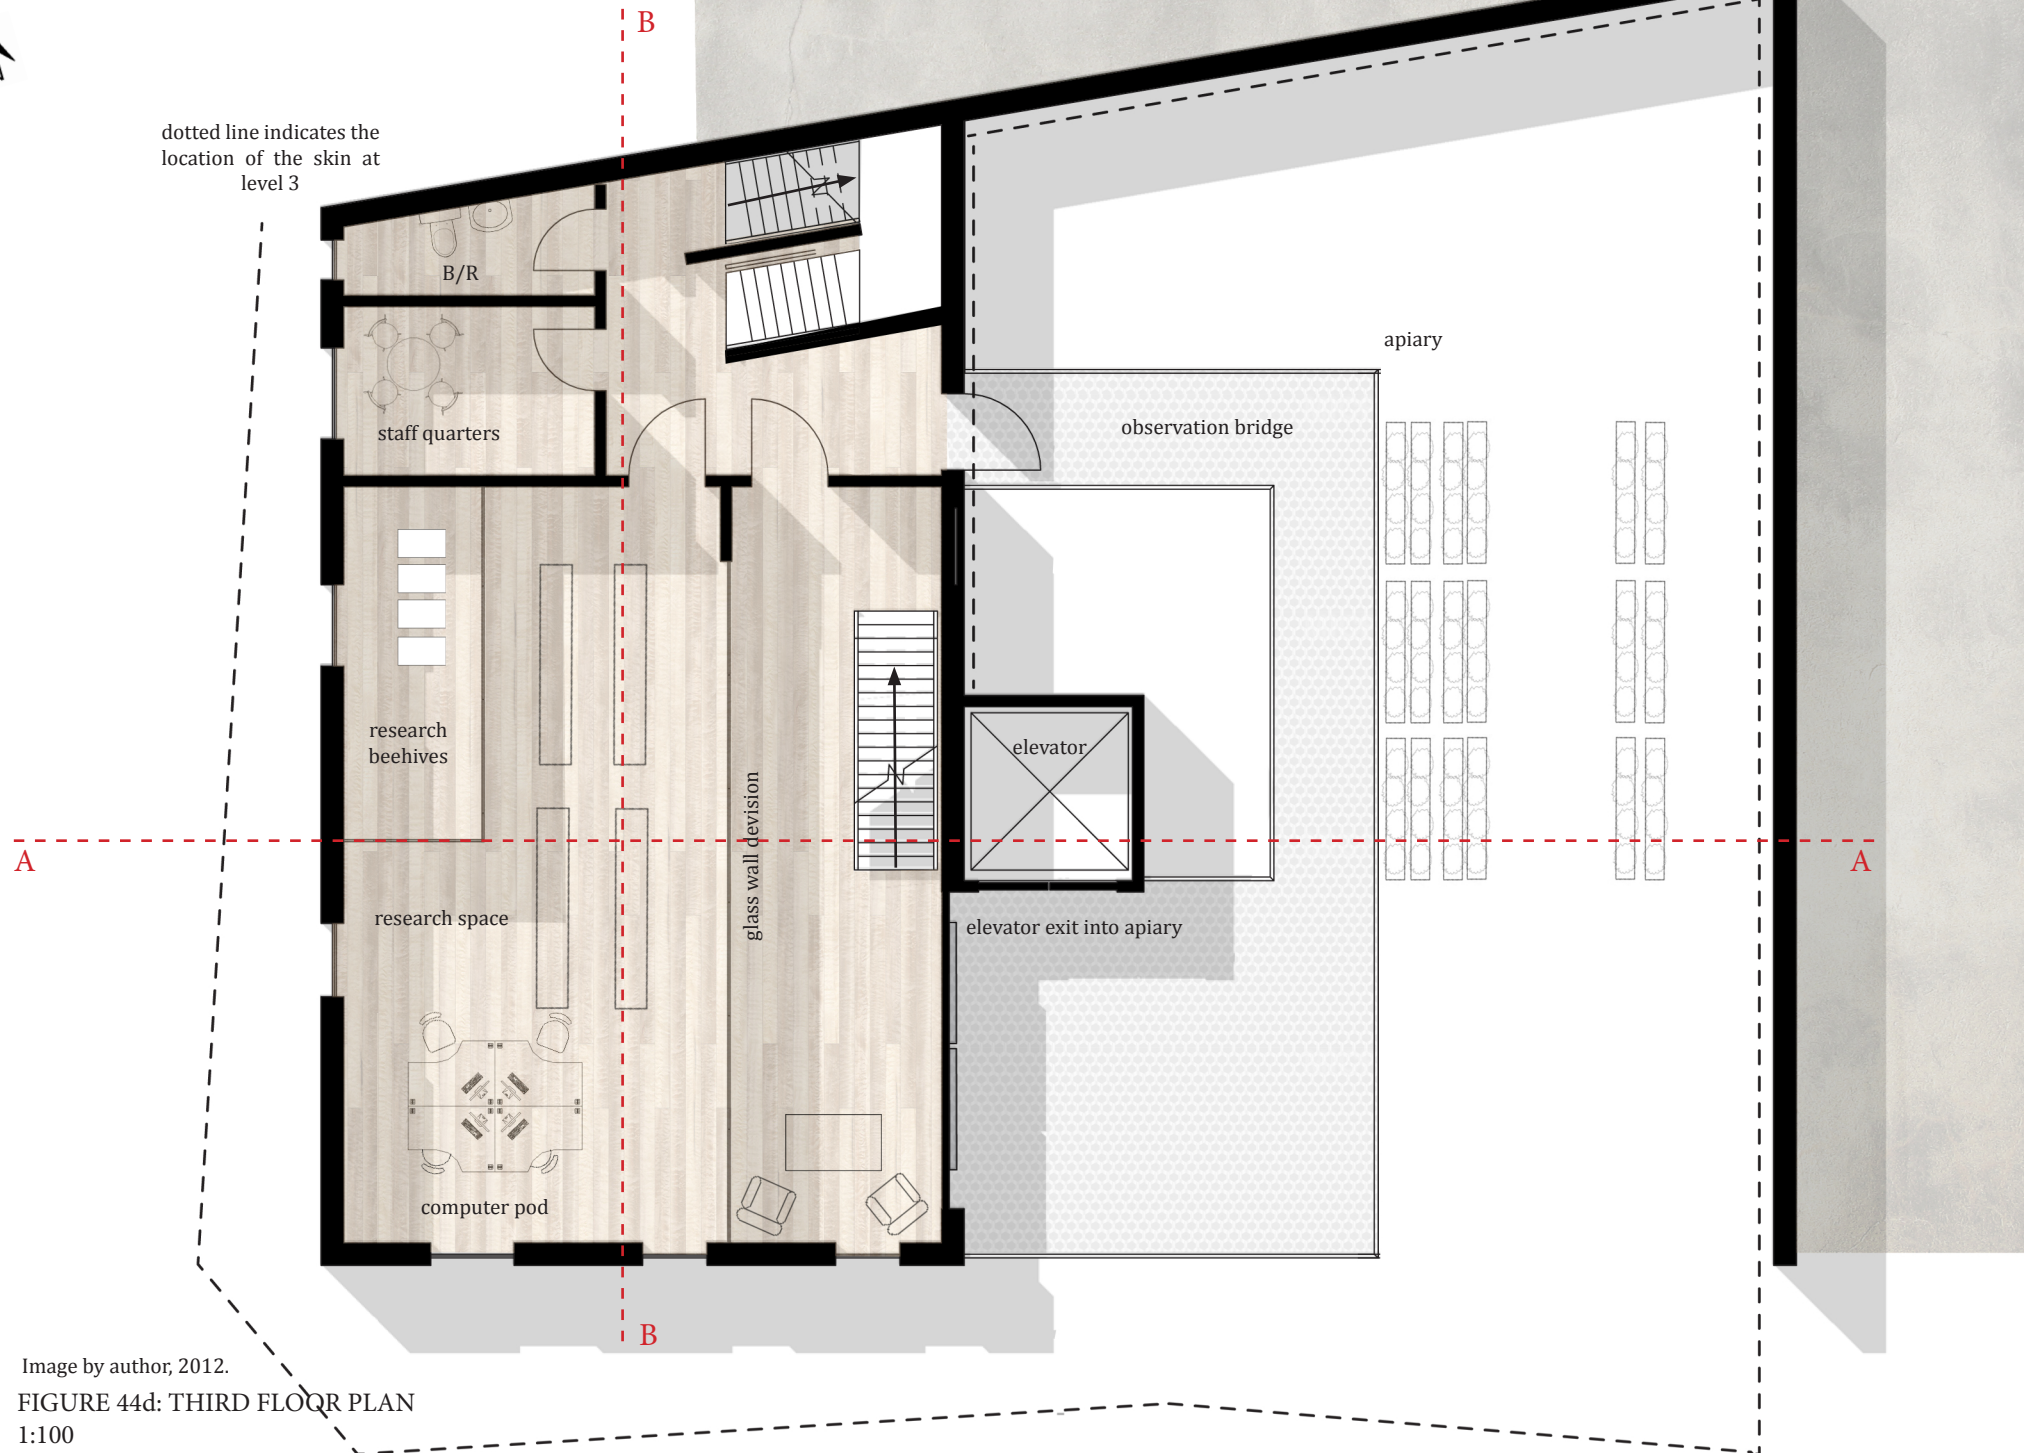 B
dotted line indicates the
location of the skin at
level 3
B/R
apiary
observation bridge
staff quarters
research
beehives
elevator
glass wall devision
A
A
research space
elevator exit into apiary
computer pod
B
Image by author, 2012.
FIGURE 44d: THIRD FLOOR PLAN
1:100